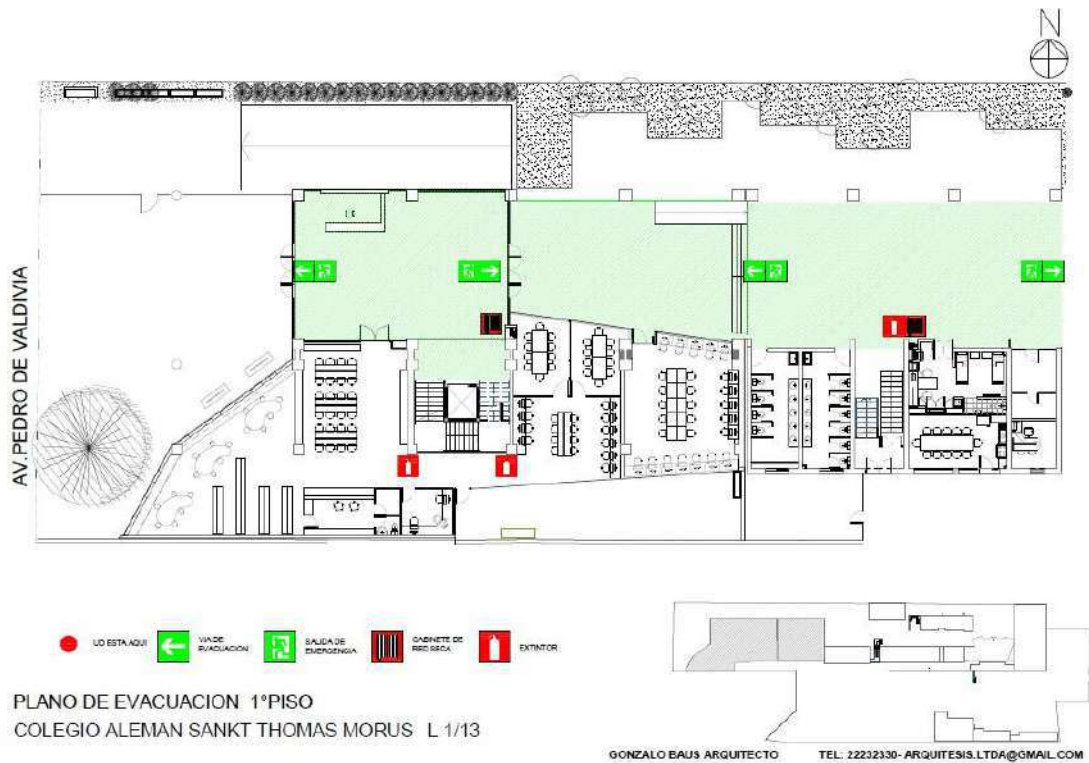 N
AV. PEDRO DE VALDIVIA
UD ESTA AQUI
VIA DE
EVACUACION
SALIDA DE
EMERGENCIA
GABINETE DE
RED SECA
EXTINTOR
PLANO DE EVACUACION 1°PISO
COLEGIO ALEMAN SANKT THOMAS MORUS L 1/13
GONZALO BAUS ARQUITECTO TEL: 22232330- ARQUITESIS.LTDA@GMAIL.COM